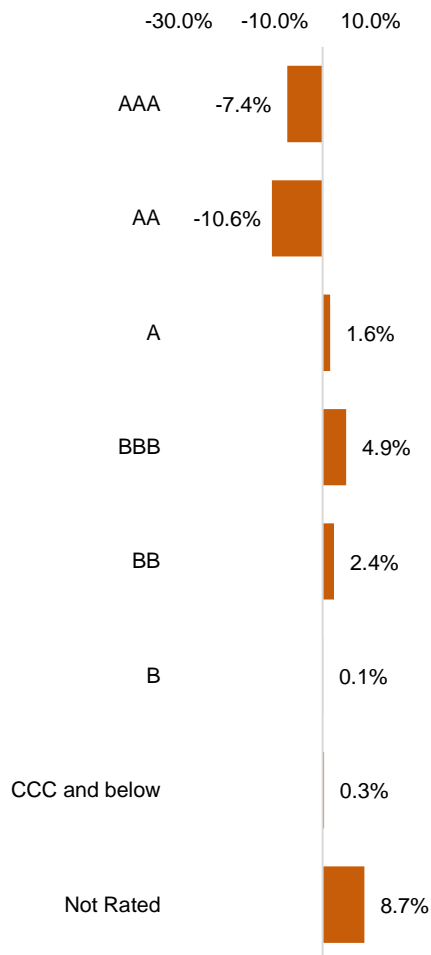 -30.0% -10.0% 10.0%
AAA -7.4%
AA -10.6%
A 1.6%
BBB 4.9%
BB 2.4%
B 0.1%
CCC and below 0.3%
Not Rated 8.7%